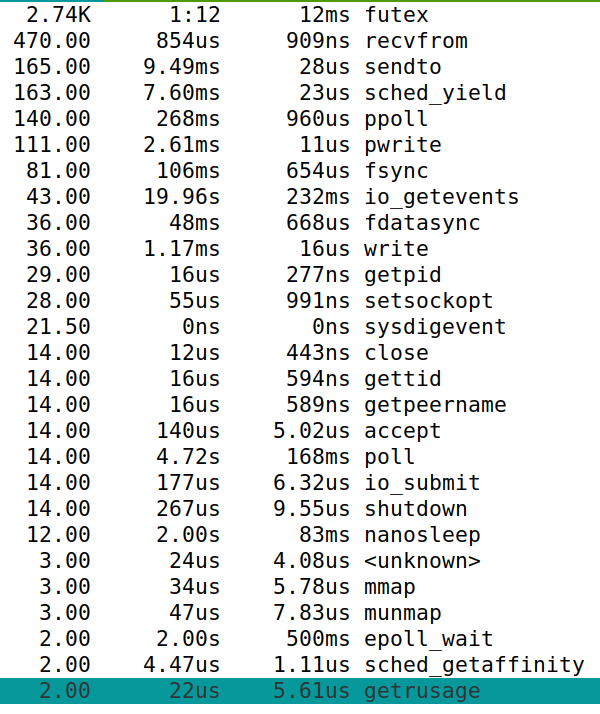 2.74K 1:12 12ms futex
470.00 854us 909ns recvfrom
165.00 9.49ms 28us sendto
163.00 7.60ms 23us sched_yield
140.00 268ms 960us ppoll
111.00 2.61ms 11us pwrite
81.00 106ms 654us fsync
43.00 19.96s 232ms io_getevents
36.00 48ms 668us fdatasync
36.00 1.17ms 16us write
29.00 16us 277ns getpid
28.00 55us 991ns setsockopt
21.50 0ns 0ns sysdigevent
14.00 12us 443ns close
14.00 16us 594ns gettid
14.00 16us 589ns getpeername
14.00 140us 5.02us accept
14.00 4.72s 168ms poll
14.00 177us 6.32us io_submit
14.00 267us 9.55us shutdown
12.00 2.00s 83ms nanosleep
3.00 24us 4.08us <unknown>
3.00 34us 5.78us mmap
3.00 47us 7.83us munmap
2.00 2.00s 500ms epoll_wait
2.00 4.47us 1.11us sched_getaffinity
2.00 22us 5.61us getrusage